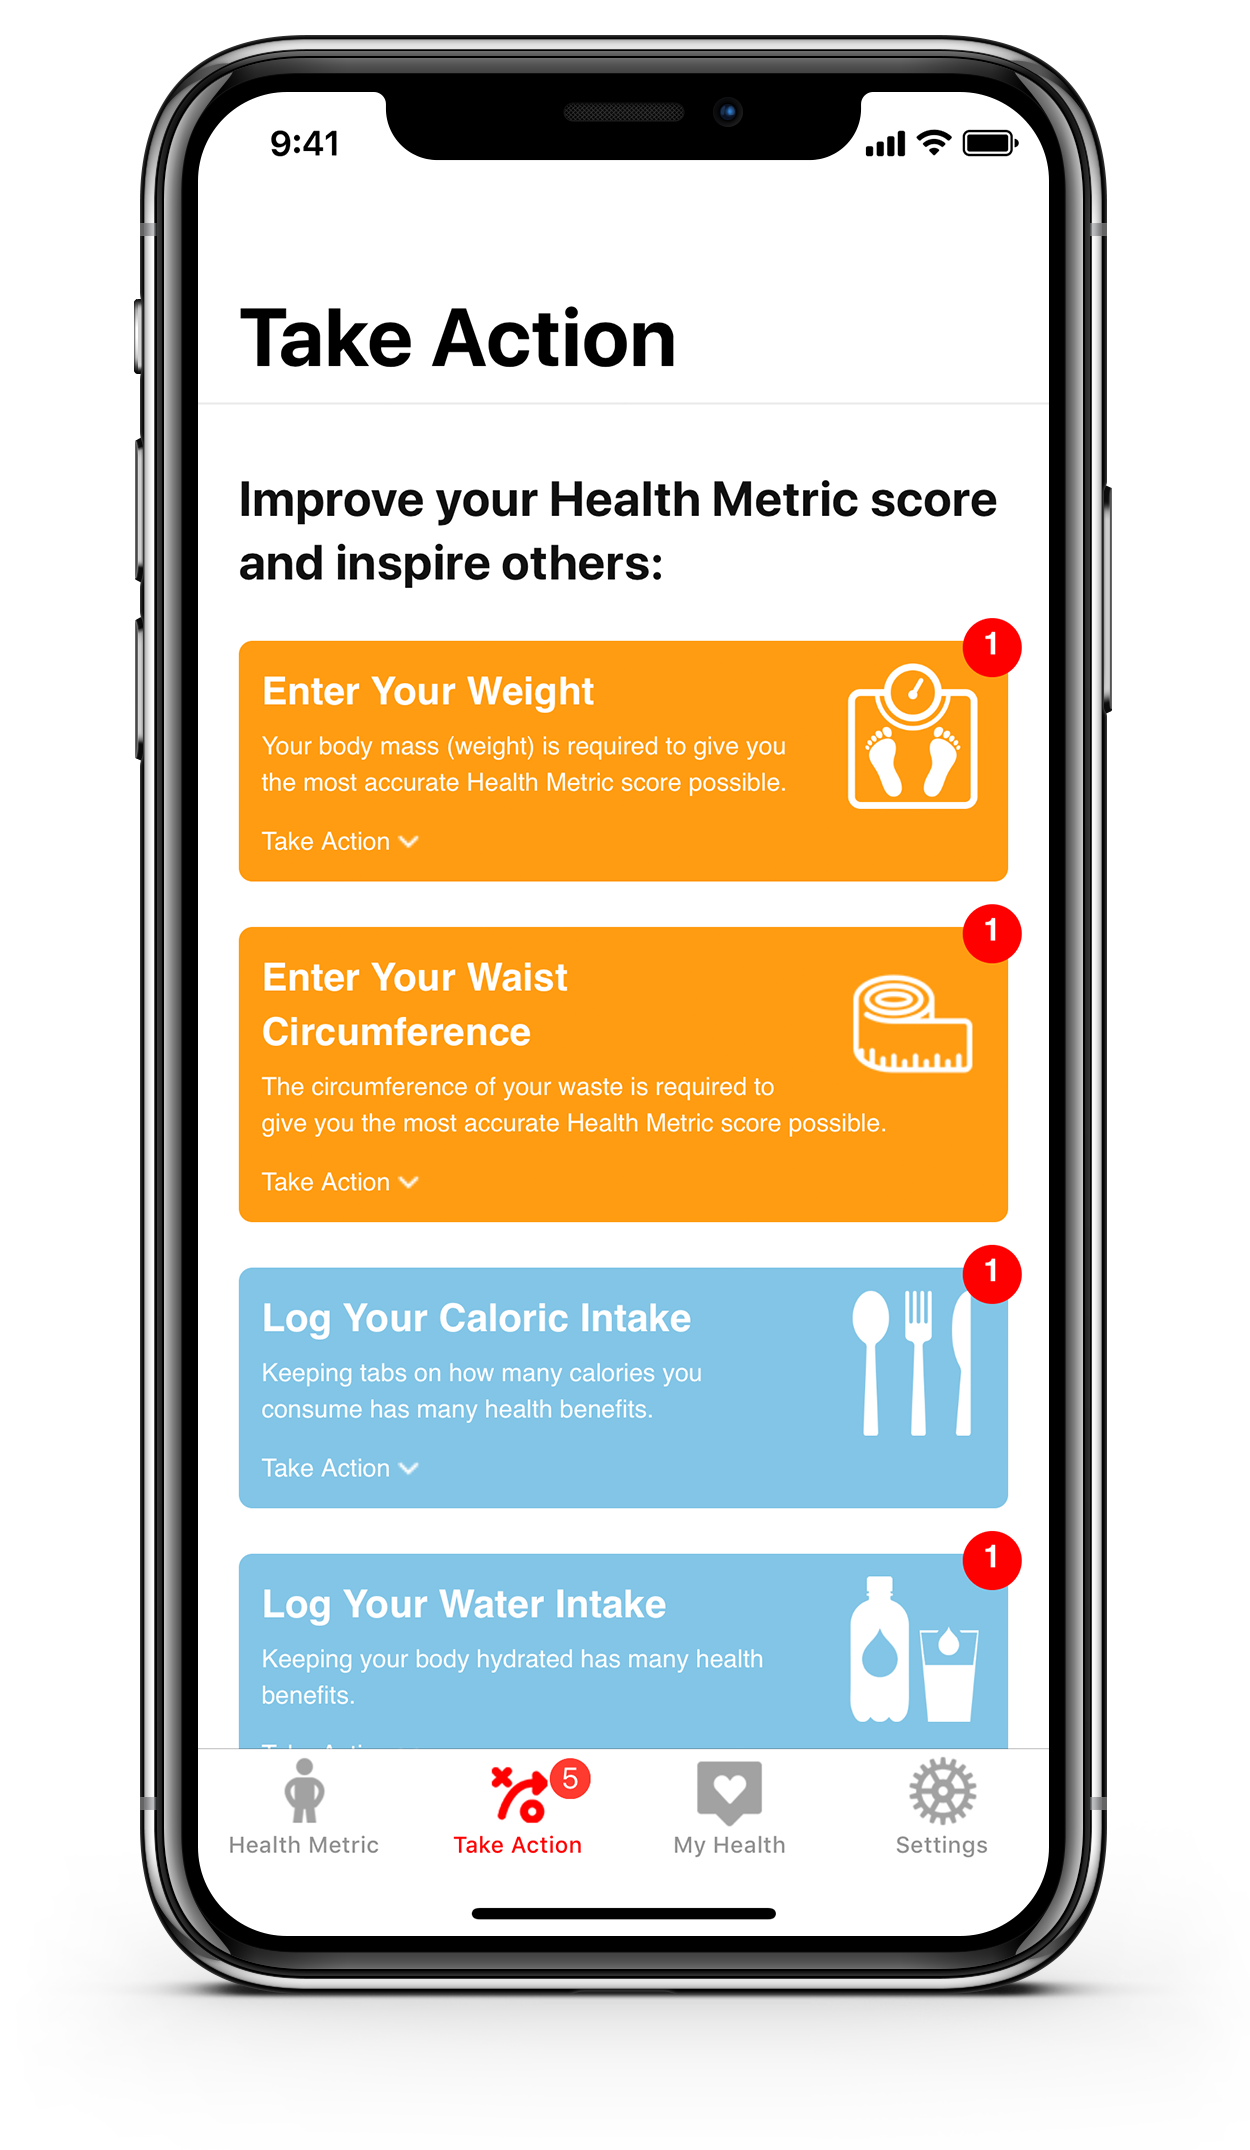 9:41
Take Action
Improve your Health Metric score
and inspire others:
1
Enter Your Weight
Your body mass (weight) is required to give you
the most accurate Health Metric score possible.
Take Action
1
Enter Your Waist
Circumference
The circumference of your waste is required to
give you the most accurate Health Metric score possible.
Take Action
1
Log Your Caloric Intake
Keeping tabs on how many calories you
consume has many health benefits.
Take Action
1
Log Your Water Intake
Keeping your body hydrated has many health
benefits.
5
Health Metric
Take Action
My Health
Settings